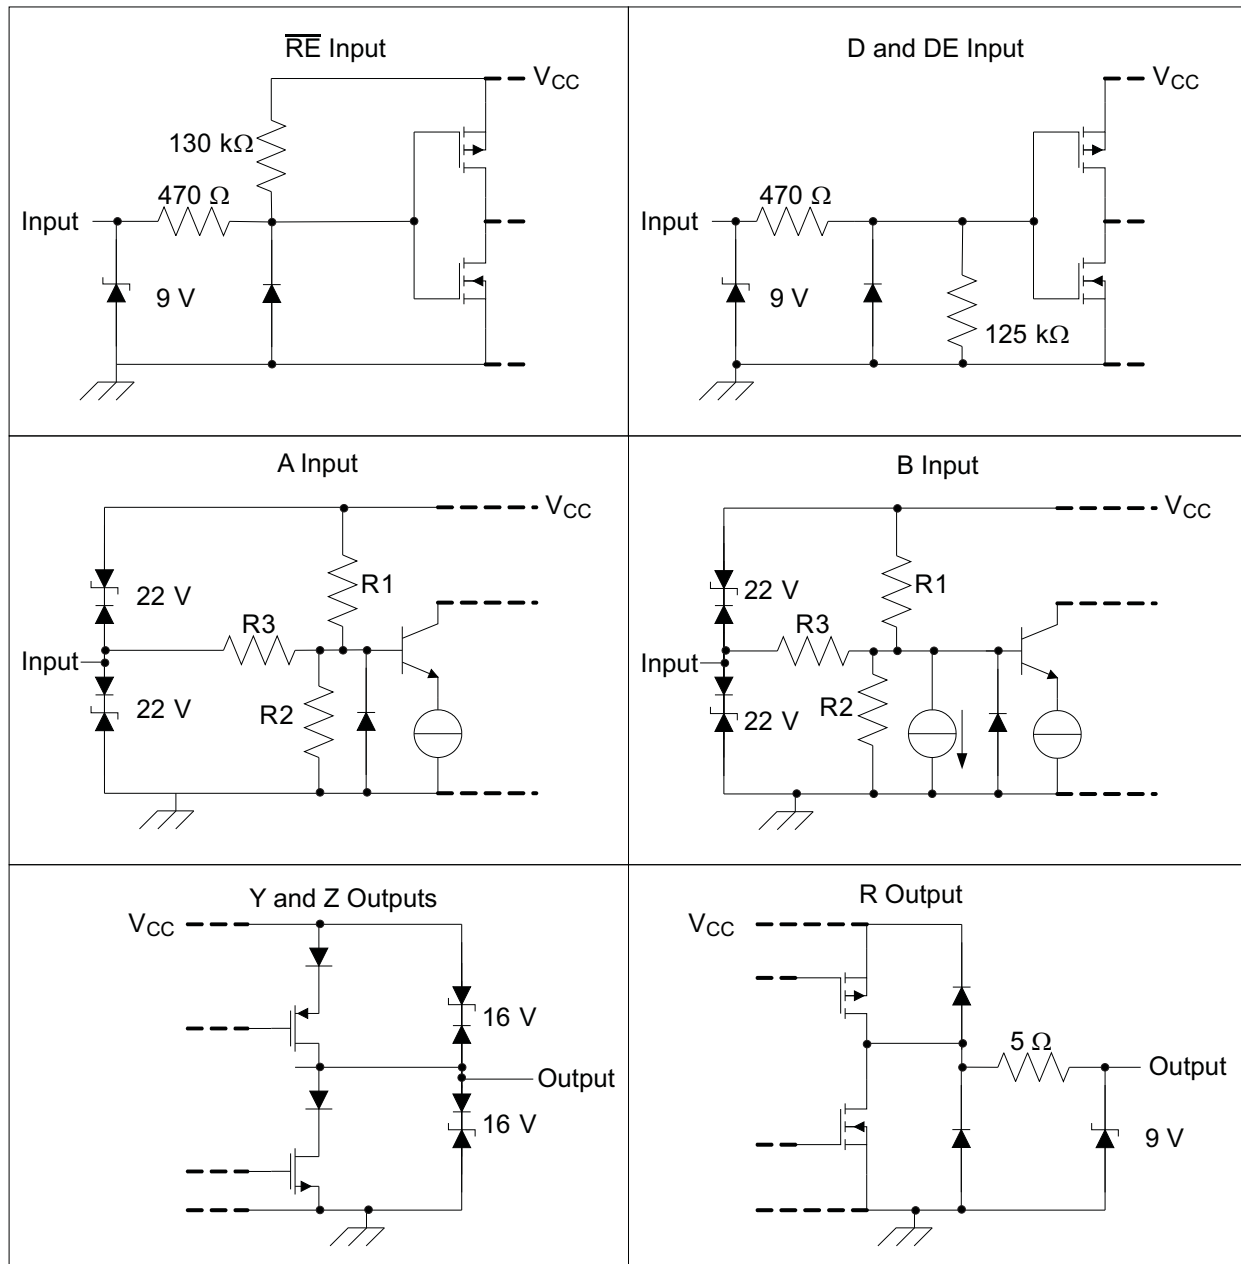 R̅E̅ Input
VCC
130 kΩ
470 Ω
Input
9 V
D and DE Input
VCC
470 Ω
Input
9 V
125 kΩ
A Input
VCC
22 V
R1
R3
Input
22 V
R2
B Input
VCC
22 V
R1
R3
Input
22 V
R2
Y and Z Outputs
VCC
16 V
Output
16 V
R Output
VCC
5 Ω
Output
9 V